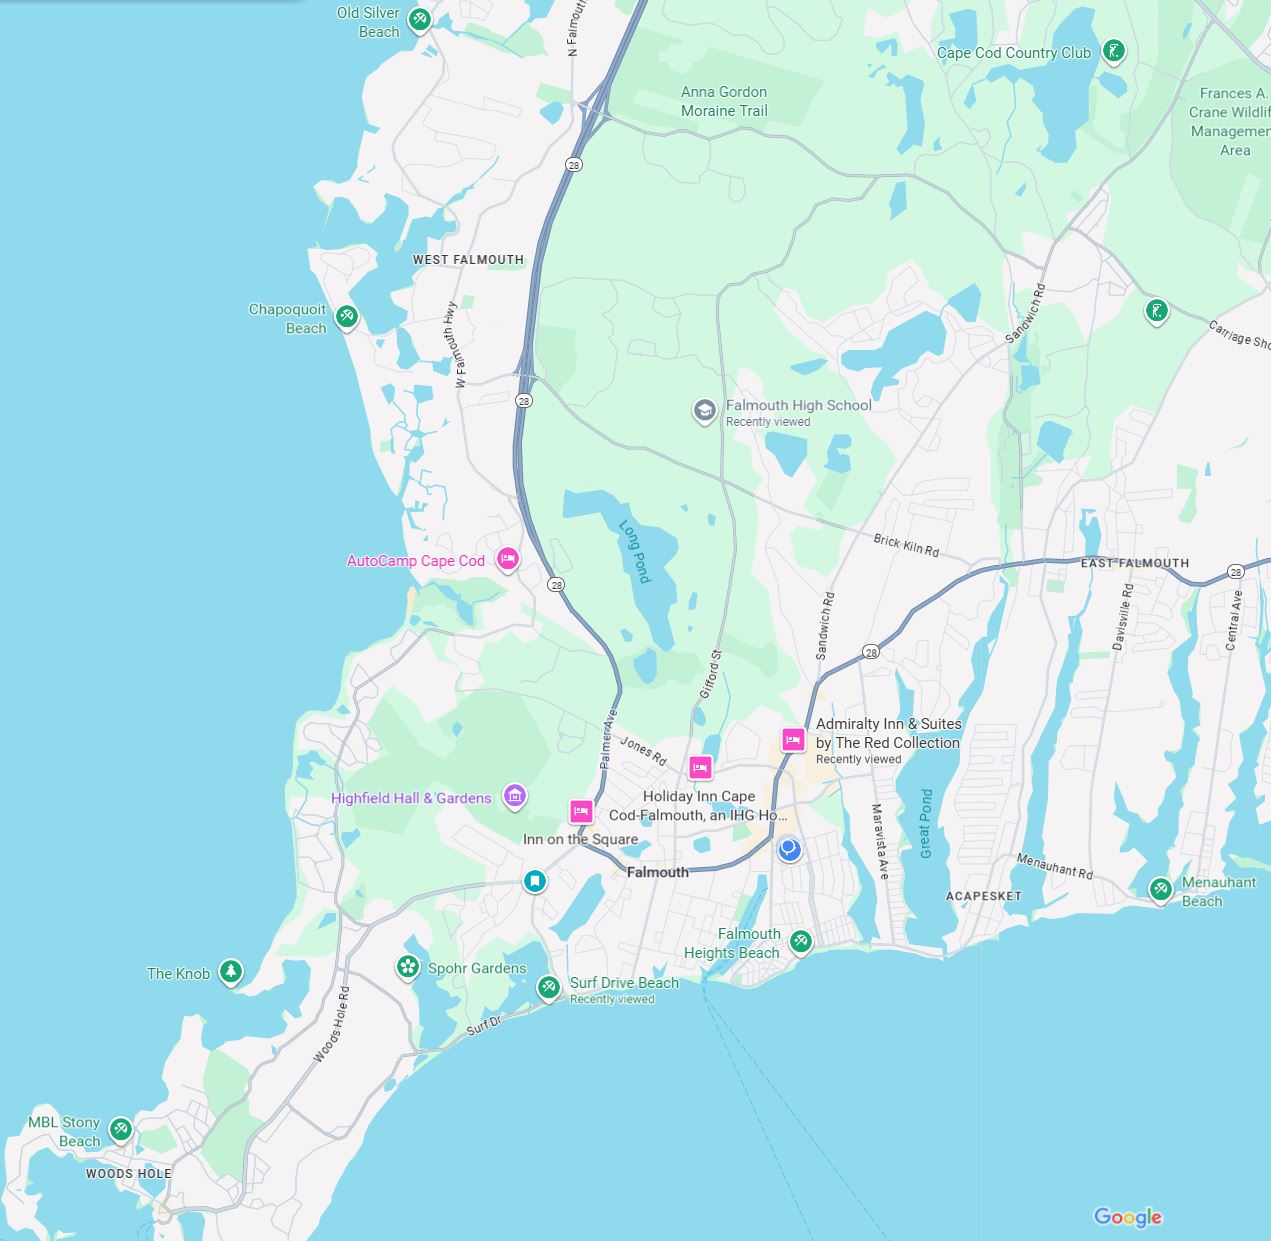 Old Silver
Beach
N Falmouth
Cape Cod Country Club
Anna Gordon
Moraine Trail
Frances A.
Crane Wildlif
Managemen
Area
28
WEST FALMOUTH
Chapoquoit
Beach
W Falmouth Hwy
Sandwich Rd
Carriage Sho
28
Falmouth High School
Recently viewed
Long Pond
Brick Kiln Rd
AutoCamp Cape Cod
28
EAST FALMOUTH
28
Sandwich Rd
Davisville Rd
Central Ave
28
Gifford St
Palmer Ave
Jones Rd
Admiralty Inn & Suites
by The Red Collection
Recently viewed
Highfield Hall & Gardens
Holiday Inn Cape
Cod-Falmouth, an IHG Ho...
Inn on the Square
Maravista Ave
Great Pond
Falmouth
Menauhant Rd
ACAPESKET
Menauhant
Beach
Falmouth
Heights Beach
The Knob
Spohr Gardens
Surf Drive Beach
Recently viewed
Surf Dr
Woods Hole Rd
MBL Stony
Beach
WOODS HOLE
Google